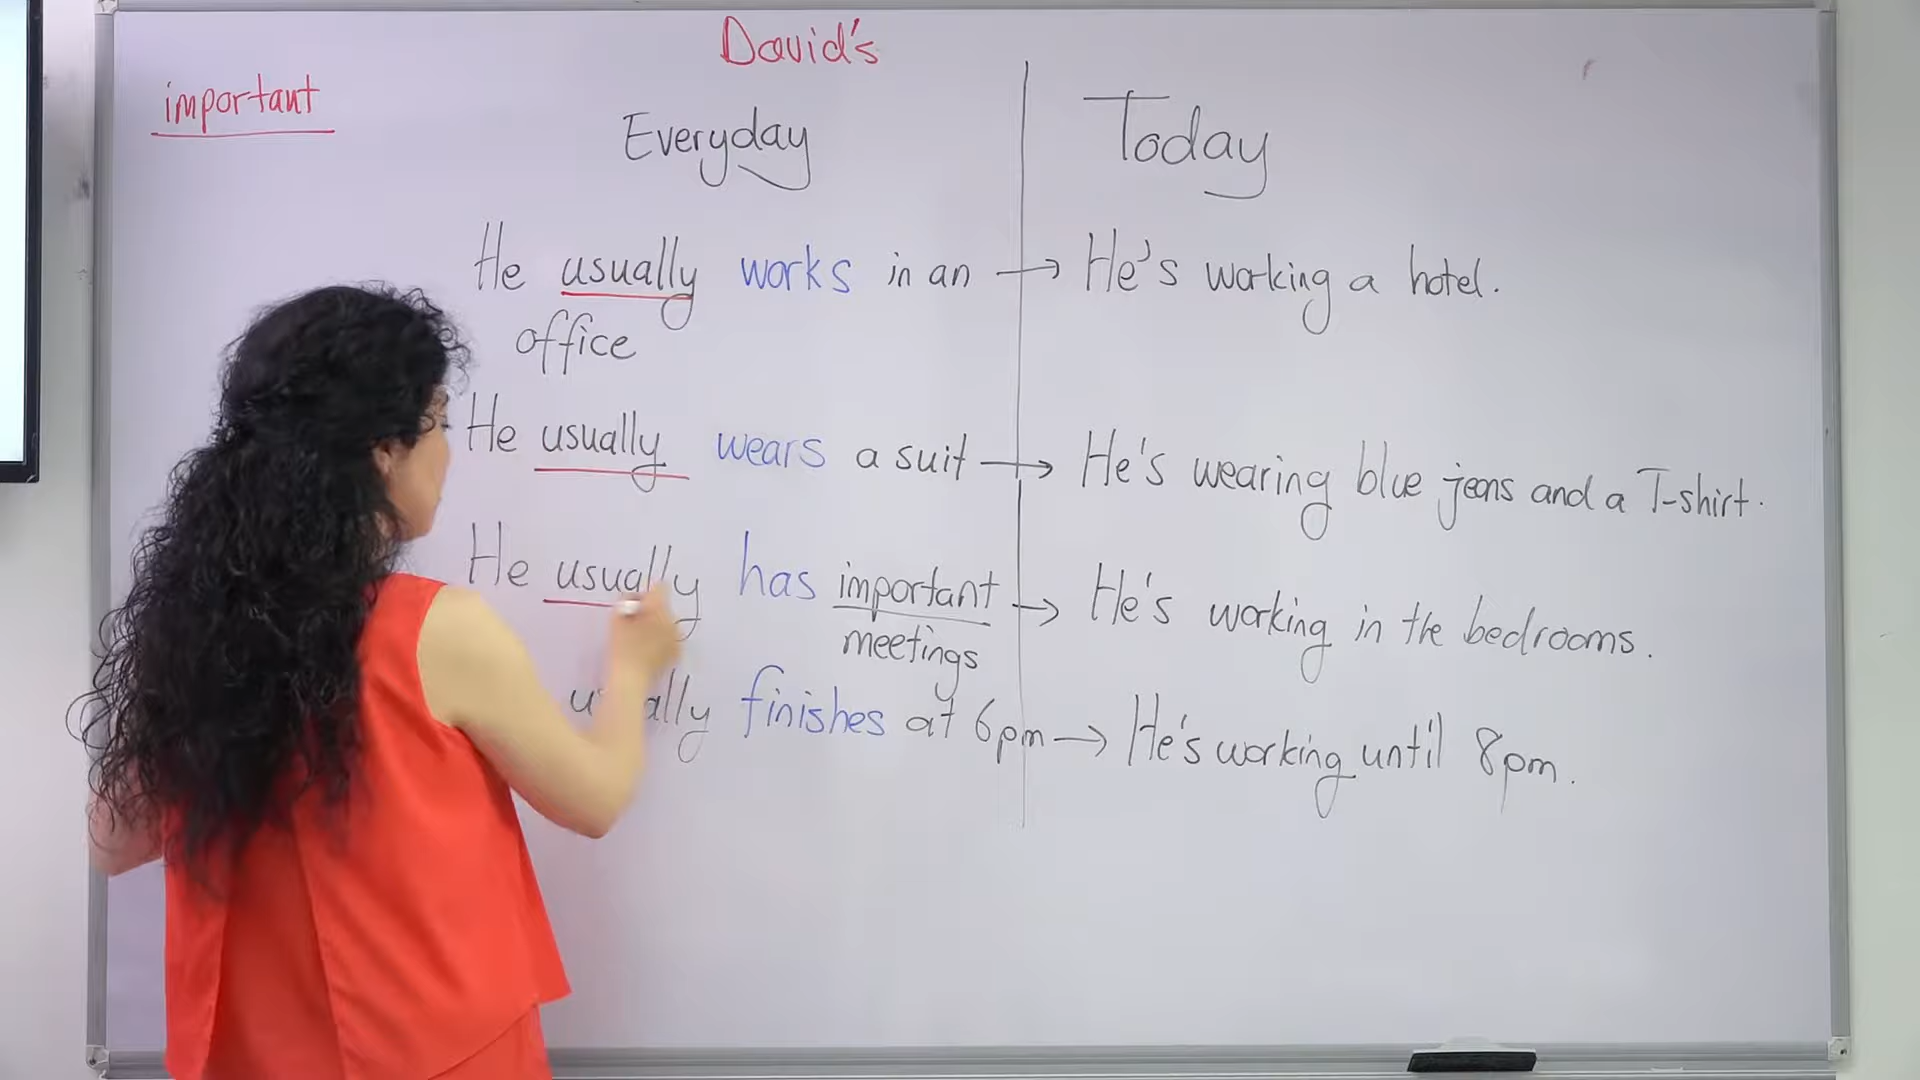 David's
important
Everyday
Today
He usually works in an → He's working a hotel.
office
He usually wears a suit → He's wearing blue jeans and a T-shirt.
He usually has important → He's working in the bedrooms.
meetings
finishes at 6pm → He's working until 8pm.